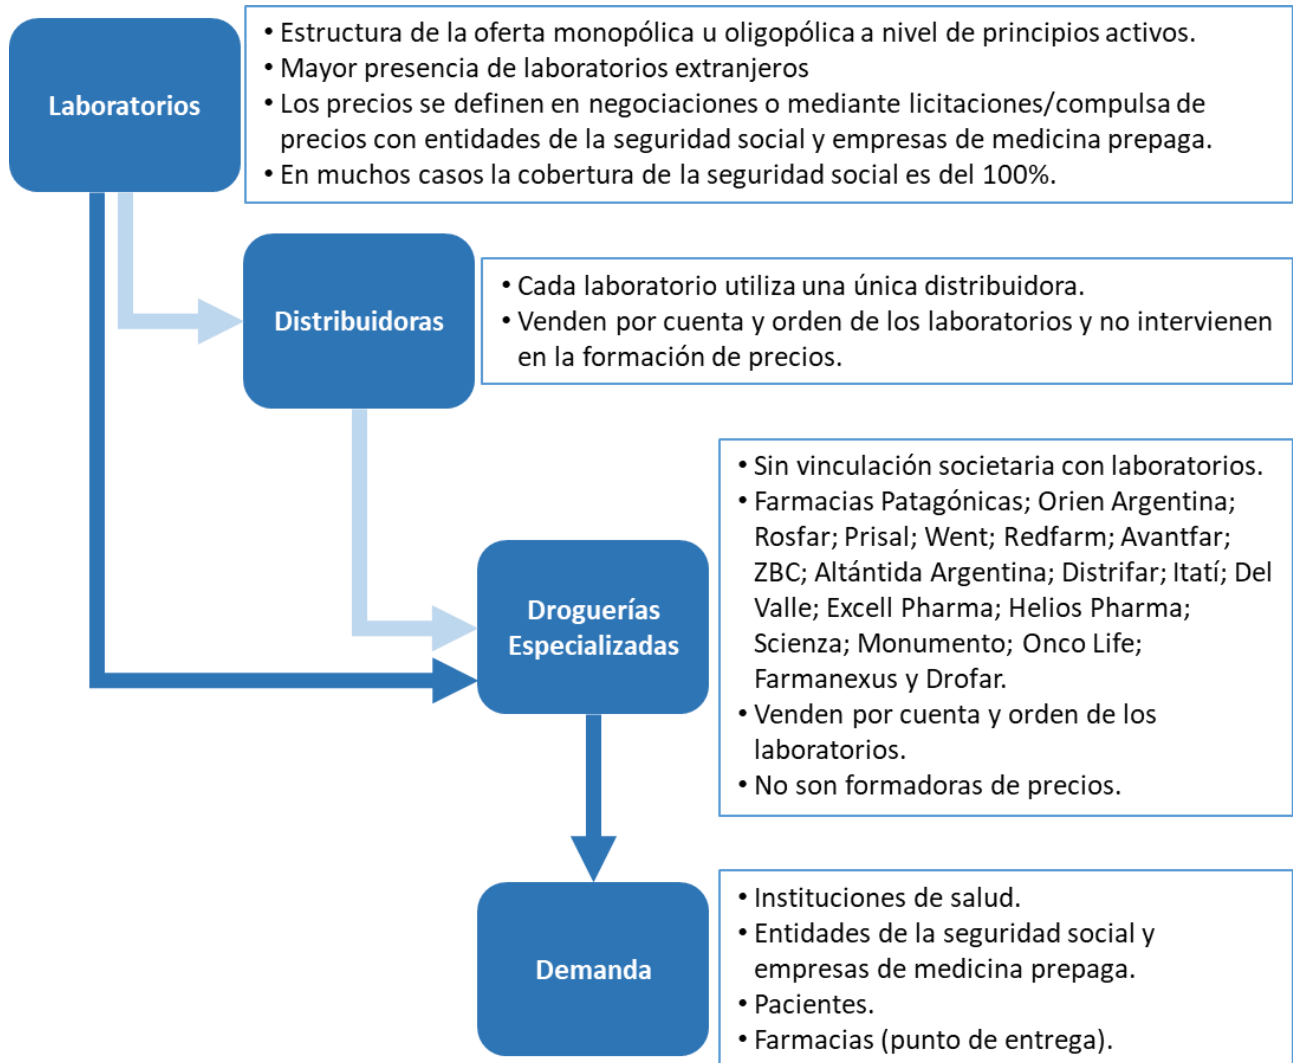 Laboratorios
• Estructura de la oferta monopólica u oligopólica a nivel de principios activos.
• Mayor presencia de laboratorios extranjeros
• Los precios se definen en negociaciones o mediante licitaciones/compulsa de
precios con entidades de la seguridad social y empresas de medicina prepaga.
• En muchos casos la cobertura de la seguridad social es del 100%.
Distribuidoras
• Cada laboratorio utiliza una única distribuidora.
• Venden por cuenta y orden de los laboratorios y no intervienen
en la formación de precios.
Droguerías
Especializadas
• Sin vinculación societaria con laboratorios.
• Farmacias Patagónicas; Orien Argentina;
Rosfar; Prisal; Went; Redfarm; Avantfar;
ZBC; Altántida Argentina; Distrifar; Itatí; Del
Valle; Excell Pharma; Helios Pharma;
Scienza; Monumento; Onco Life;
Farmanexus y Drofar.
• Venden por cuenta y orden de los
laboratorios.
• No son formadoras de precios.
Demanda
• Instituciones de salud.
• Entidades de la seguridad social y
empresas de medicina prepaga.
• Pacientes.
• Farmacias (punto de entrega).